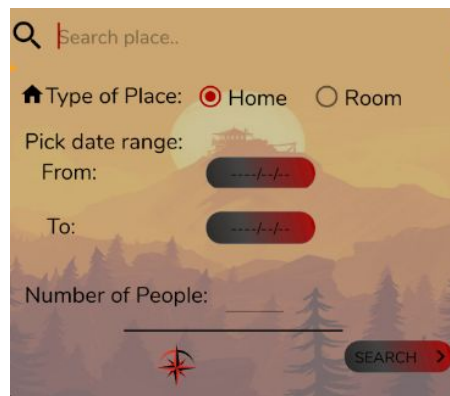 Search place..
Type of Place: Home Room
Pick date range:
From: ----/--/--
To: ----/--/--
Number of People:
SEARCH